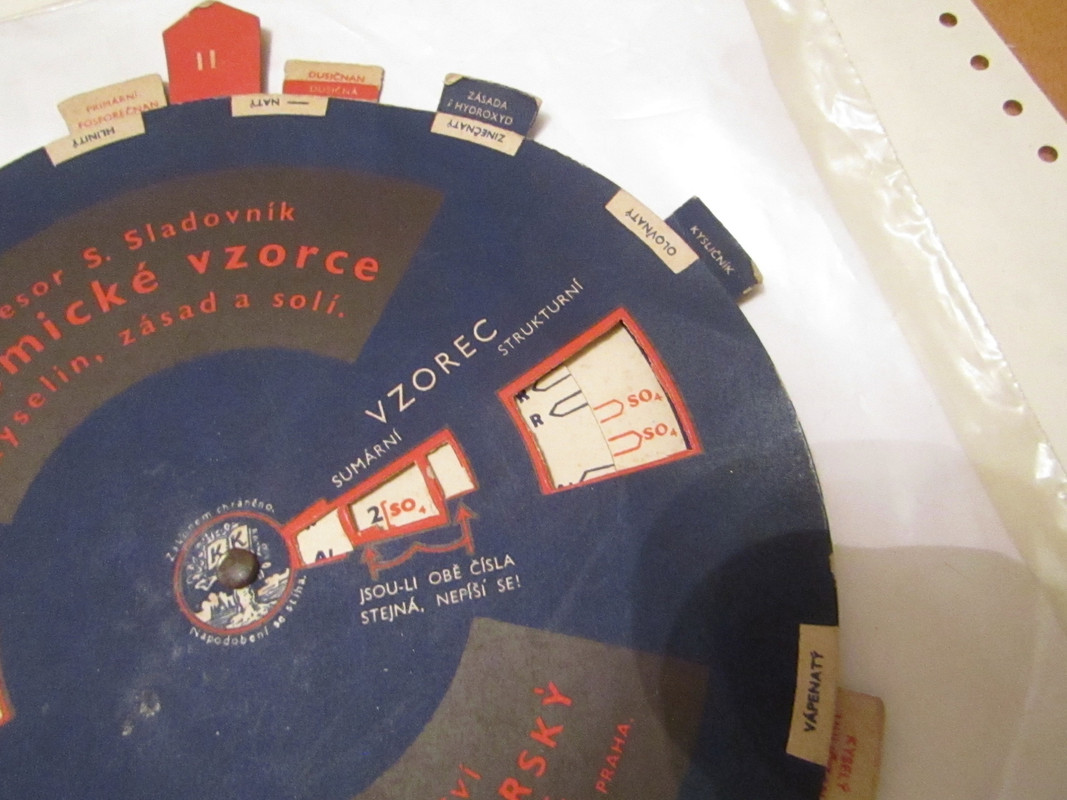 II
PRIMÁRNÍ
FOSFOREČNAN
HLINITÝ
DUSIČNAN
DUSIČNÁ
— NATÝ
ZÁSADA
HYDROXYD
ZINEČNATÝ
OLOVNATÝ
KYSLIČNÍK
esor S. Sladovník
mické vzorce
yselin, zásad a solí.
VZOREC
STRUKTURNÍ
SUMÁRNÍ
R
R
SO₄
SO₄
2 SO₄
JSOU-LI OBĚ ČÍSLA
STEJNÁ, NEPÍŠÍ SE!
Zákonem chráněno.
K K
Napodobení se stíhá.
VÁPENATÝ
KYSELÝ
RSKÝ
PRAHA.